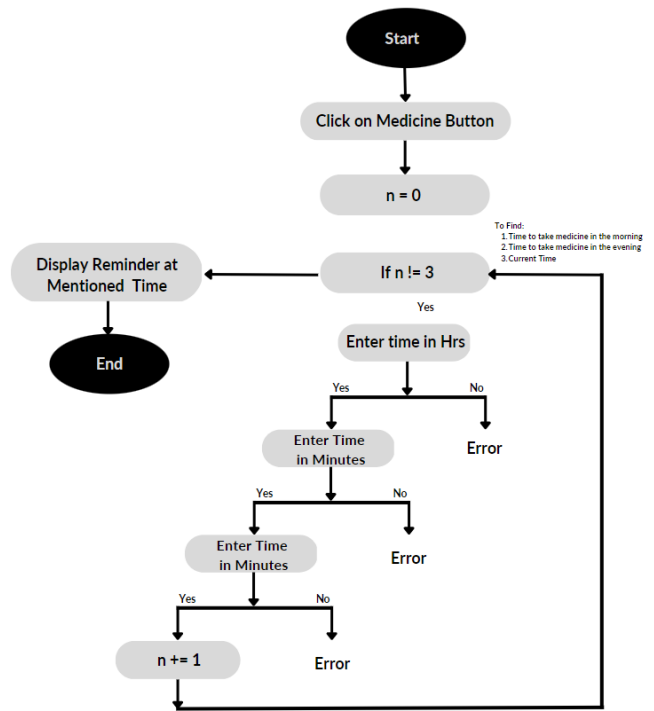 Start
Click on Medicine Button
n = 0
To Find:
1. Time to take medicine in the morning
2. Time to take medicine in the evening
3. Current Time
Display Reminder at
Mentioned Time
If n != 3
Yes
End
Enter time in Hrs
Yes
No
Enter Time
in Minutes
Error
Yes
No
Enter Time
in Minutes
Error
Yes
No
n += 1
Error